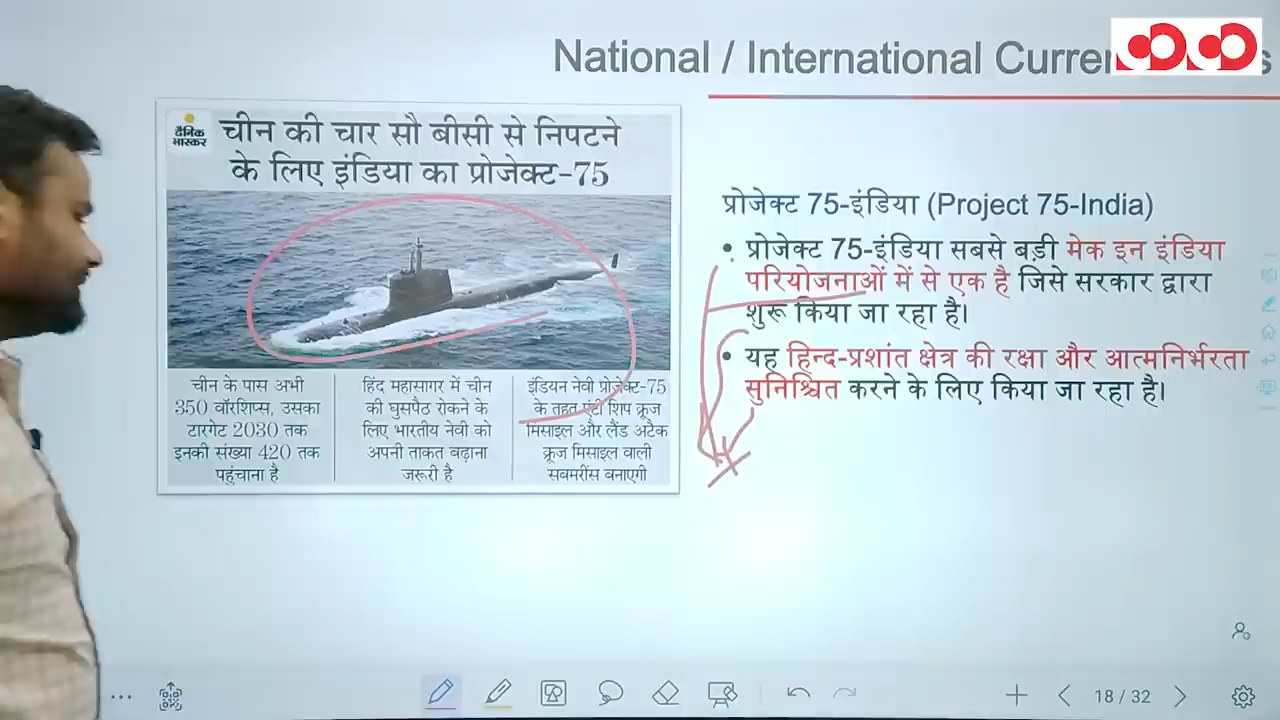 National / International Curre
दैनिक
भास्कर
चीन की चार सौ बीसी से निपटने
के लिए इंडिया का प्रोजेक्ट-75
चीन के पास अभी
350 वॉरशिप्स, उसका
टारगेट 2030 तक
इनकी संख्या 420 तक
पहुंचाना है
हिंद महासागर में चीन
की घुसपैठ रोकने के
लिए भारतीय नेवी को
अपनी ताकत बढ़ाना
जरूरी है
इंडियन नेवी प्रोजेक्ट-75
के तहत एंटी शिप क्रूज
मिसाइल और लैंड अटैक
क्रूज मिसाइल वाली
सबमरींस बनाएगी
प्रोजेक्ट 75-इंडिया (Project 75-India)
• प्रोजेक्ट 75-इंडिया सबसे बड़ी मेक इन इंडिया
परियोजनाओं में से एक है जिसे सरकार द्वारा
शुरू किया जा रहा है।
• यह हिन्द-प्रशांत क्षेत्र की रक्षा और आत्मनिर्भरता
सुनिश्चित करने के लिए किया जा रहा है।
18 / 32